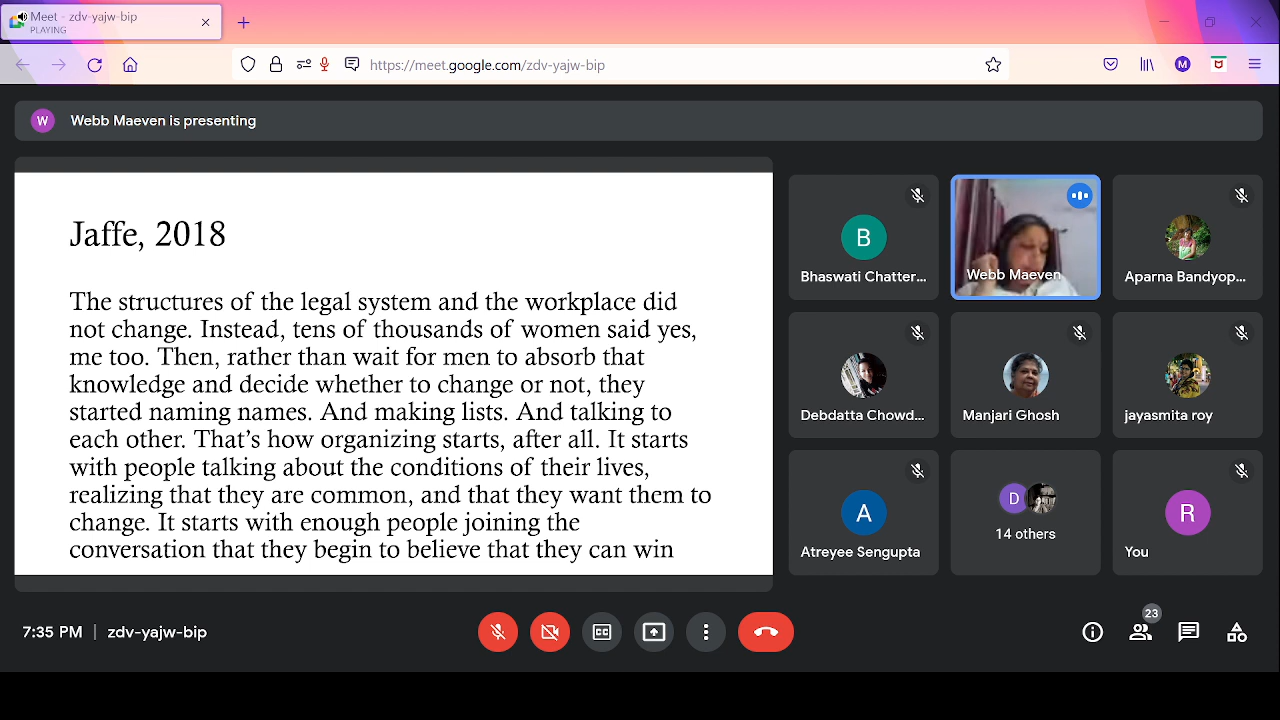 Meet - zdv-yajw-bip
PLAYING
https://meet.google.com/zdv-yajw-bip
M
W
Webb Maeven is presenting
Jaffe, 2018
The structures of the legal system and the workplace did
not change. Instead, tens of thousands of women said yes,
me too. Then, rather than wait for men to absorb that
knowledge and decide whether to change or not, they
started naming names. And making lists. And talking to
each other. That's how organizing starts, after all. It starts
with people talking about the conditions of their lives,
realizing that they are common, and that they want them to
change. It starts with enough people joining the
conversation that they begin to believe that they can win
B
Bhaswati Chatter...
Webb Maeven
Aparna Bandyop...
Debdatta Chowd...
Manjari Ghosh
jayasmita roy
A
Atreyee Sengupta
D
14 others
R
You
7:35 PM | zdv-yajw-bip
CC
23